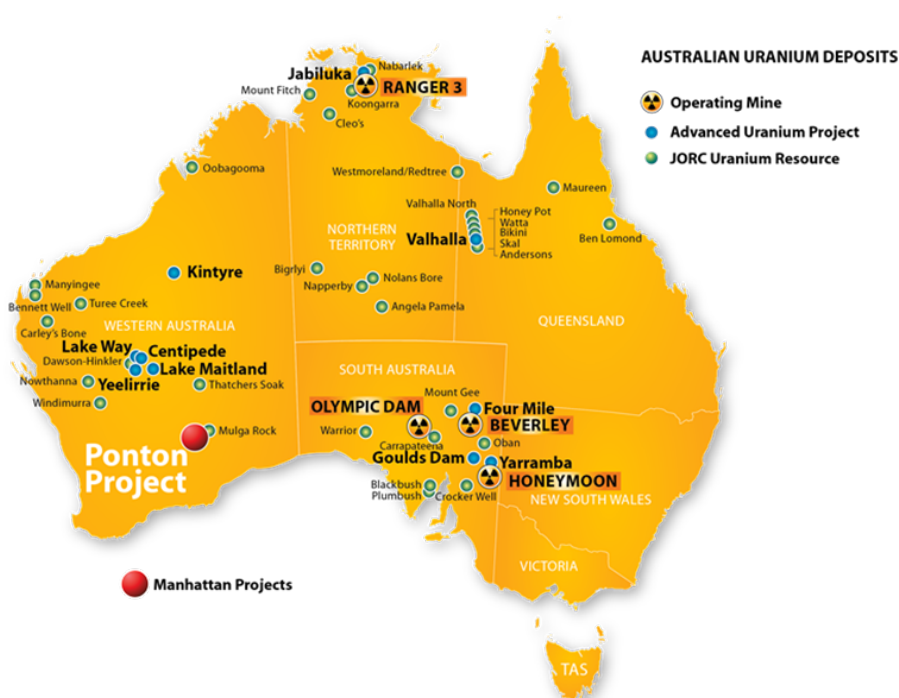 AUSTRALIAN URANIUM DEPOSITS
Operating Mine
Advanced Uranium Project
JORC Uranium Resource
Jabiluka
Nabarlek
RANGER 3
Mount Fitch
Koongarra
Cleo's
Oobagooma
Westmoreland/Redtree
Maureen
Valhalla North
Honey Pot
Watta
Bikini
Skal
Andersons
Valhalla
Ben Lomond
NORTHERN
TERRITORY
Kintyre
Bigrlyi
Nolans Bore
Napperby
Angela Pamela
Manyingee
Bennett Well
Turee Creek
Carley's Bone
WESTERN AUSTRALIA
QUEENSLAND
Lake Way
Centipede
Dawson-Hinkler
Lake Maitland
Nowthanna
Yeelirrie
Thatchers Soak
Windimurra
SOUTH AUSTRALIA
Mount Gee
OLYMPIC DAM
Four Mile
BEVERLEY
Warrior
Carrapateena
Oban
Mulga Rock
Ponton
Project
Goulds Dam
Yarramba
HONEYMOON
Blackbush
Plumbush
Crocker Well
NEW SOUTH WALES
VICTORIA
Manhattan Projects
TAS